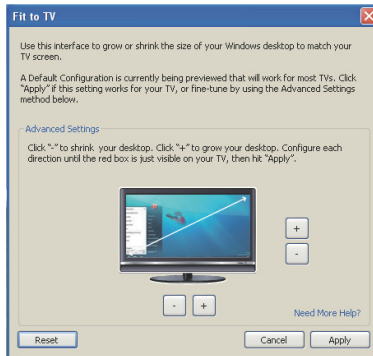 Fit to TV
Use this interface to grow or shrink the size of your Windows desktop to match your
TV screen.
A Default Configuration is currently being previewed that will work for most TVs. Click
"Apply" if this setting works for your TV, or fine-tune by using the Advanced Settings
method below.
Advanced Settings
Click "-" to shrink your desktop. Click "+" to grow your desktop. Configure each
direction until the red box is just visible on your TV, then hit "Apply".
+
-
- +
Need More Help?
Reset Cancel Apply